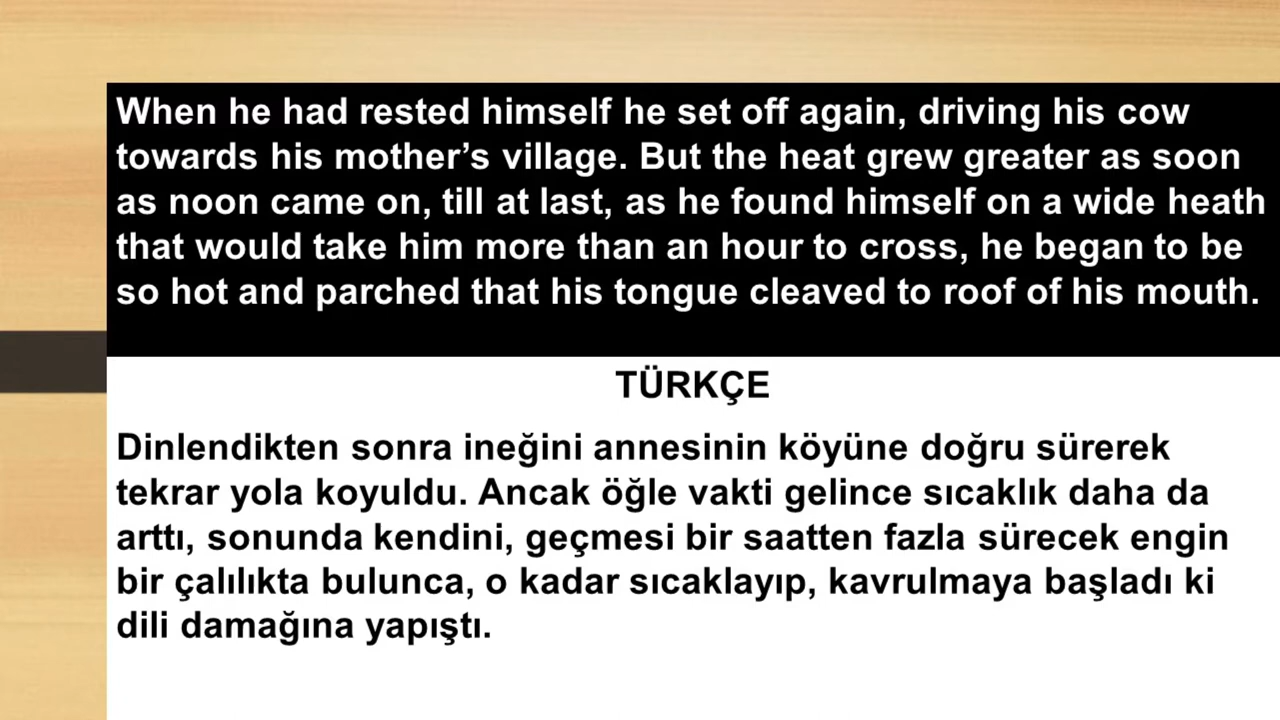 When he had rested himself he set off again, driving his cow
towards his mother’s village. But the heat grew greater as soon
as noon came on, till at last, as he found himself on a wide heath
that would take him more than an hour to cross, he began to be
so hot and parched that his tongue cleaved to roof of his mouth.
TÜRKÇE
Dinlendikten sonra ineğini annesinin köyüne doğru sürerek
tekrar yola koyuldu. Ancak öğle vakti gelince sıcaklık daha da
arttı, sonunda kendini, geçmesi bir saatten fazla sürecek engin
bir çalılıkta bulunca, o kadar sıcaklayıp, kavrulmaya başladı ki
dili damağına yapıştı.